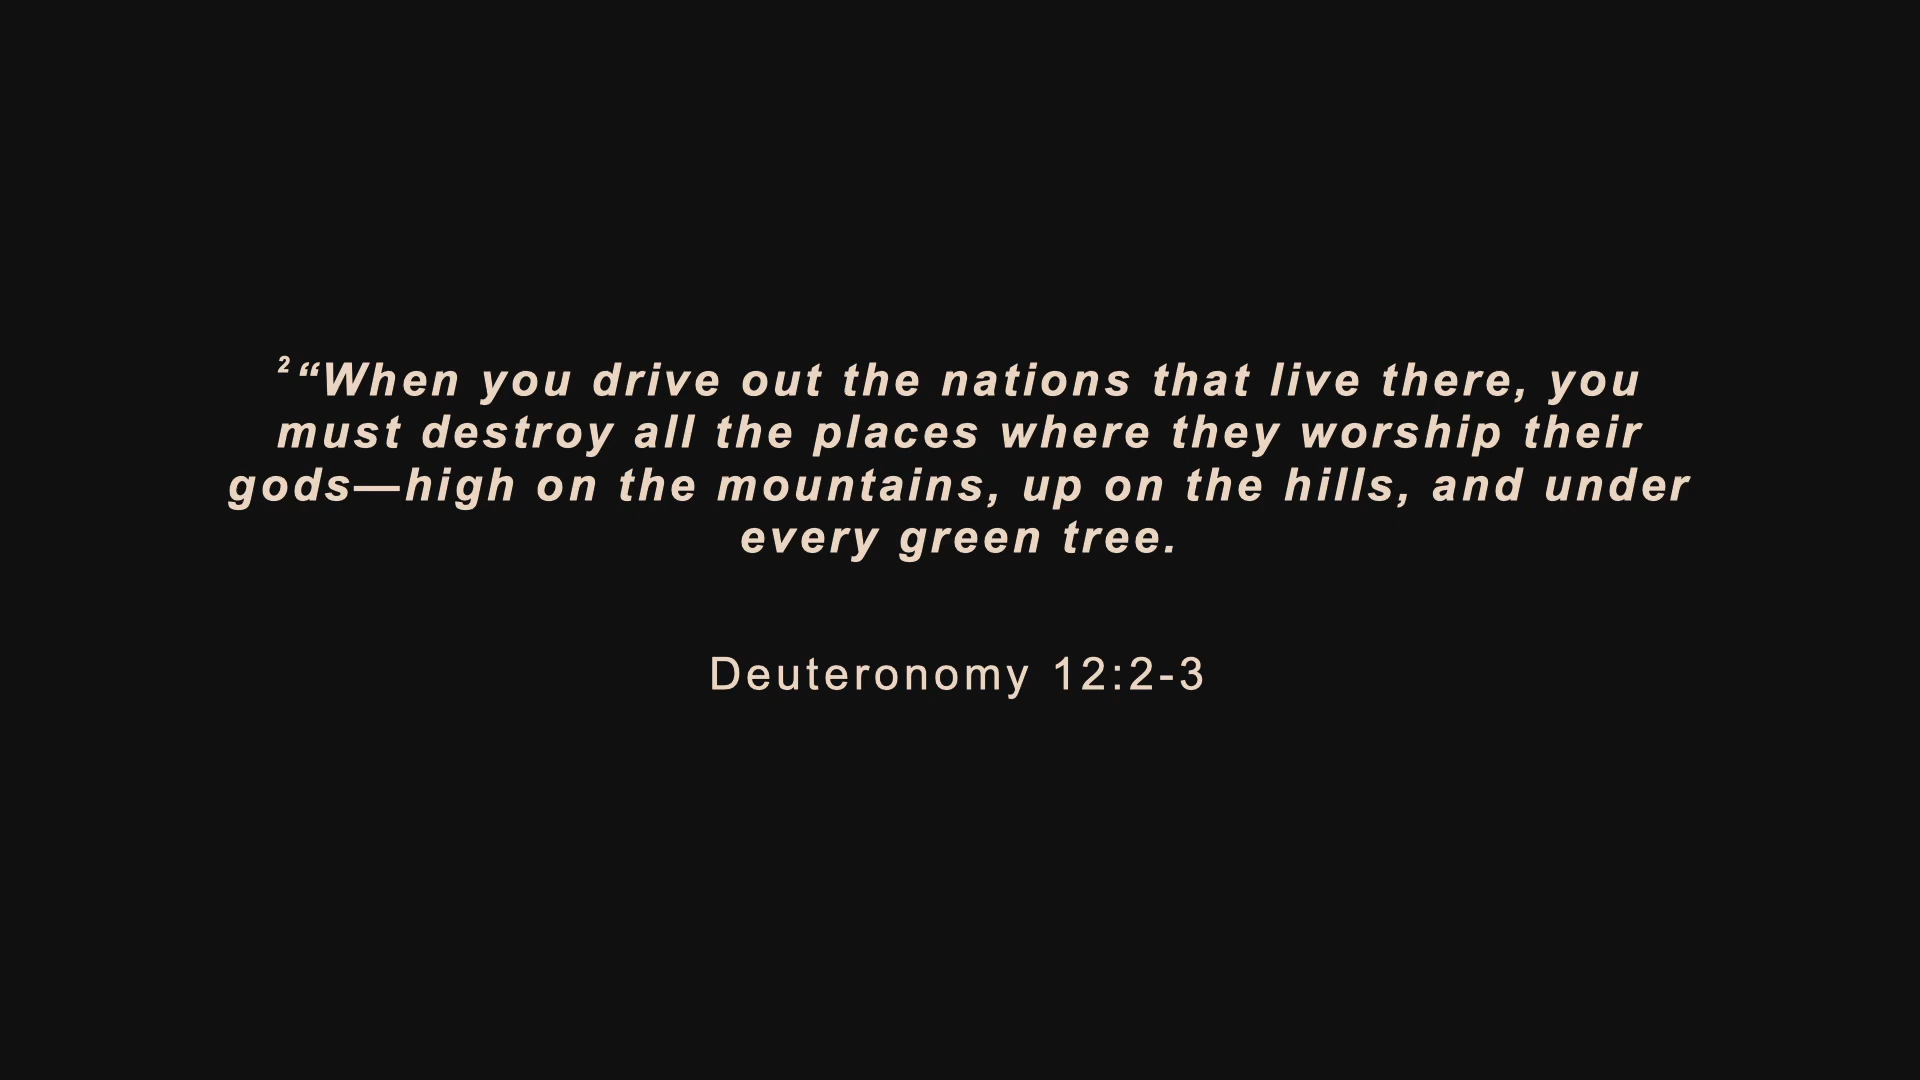 ²“When you drive out the nations that live there, you
must destroy all the places where they worship their
gods—high on the mountains, up on the hills, and under
every green tree.
Deuteronomy 12:2-3